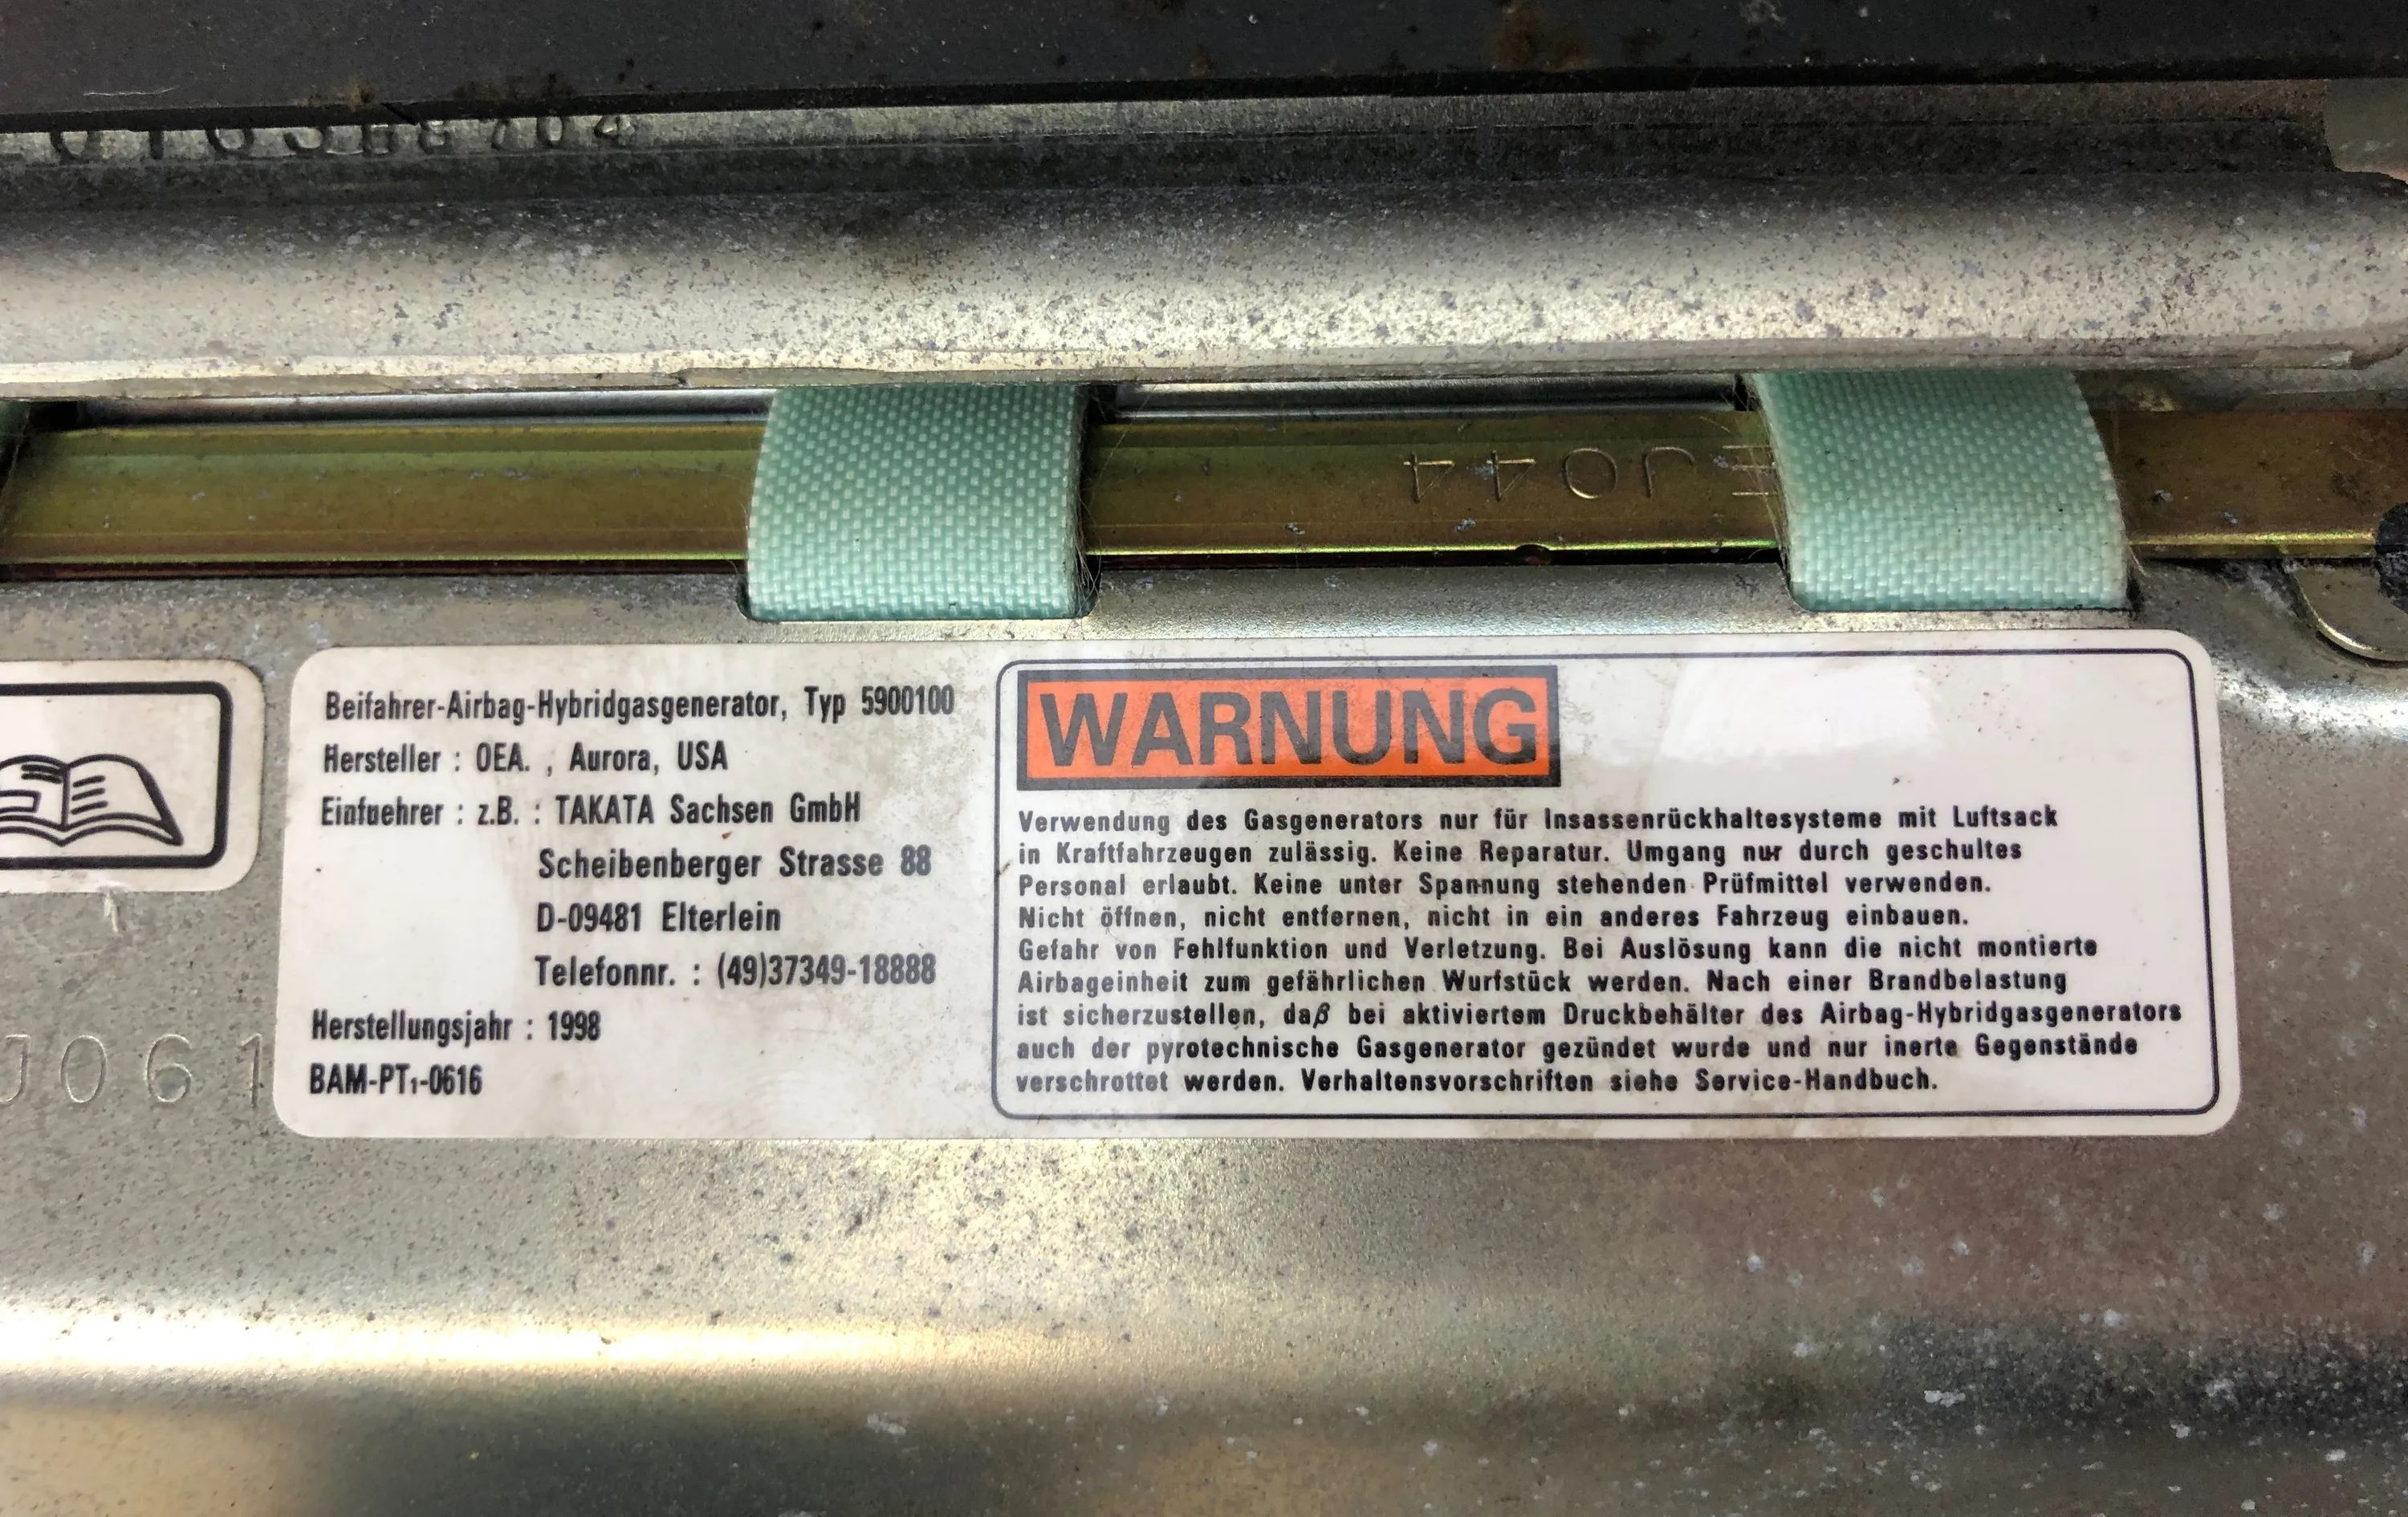 EJ044
Beifahrer-Airbag-Hybridgasgenerator, Typ 5900100
Hersteller : OEA. , Aurora, USA
Einfuehrer : z.B. : TAKATA Sachsen GmbH
Scheibenberger Strasse 88
D-09481 Elterlein
Telefonnr. : (49)37349-18888
Herstellungsjahr : 1998
BAM-PT₁-0616
WARNUNG
Verwendung des Gasgenerators nur für Insassenrückhaltesysteme mit Luftsack
in Kraftfahrzeugen zulässig. Keine Reparatur. Umgang nur durch geschultes
Personal erlaubt. Keine unter Spannung stehenden Prüfmittel verwenden.
Nicht öffnen, nicht entfernen, nicht in ein anderes Fahrzeug einbauen.
Gefahr von Fehlfunktion und Verletzung. Bei Auslösung kann die nicht montierte
Airbageinheit zum gefährlichen Wurfstück werden. Nach einer Brandbelastung
ist sicherzustellen, daβ bei aktiviertem Druckbehälter des Airbag-Hybridgasgenerators
auch der pyrotechnische Gasgenerator gezündet wurde und nur inerte Gegenstände
verschrottet werden. Verhaltensvorschriften siehe Service-Handbuch.
J061